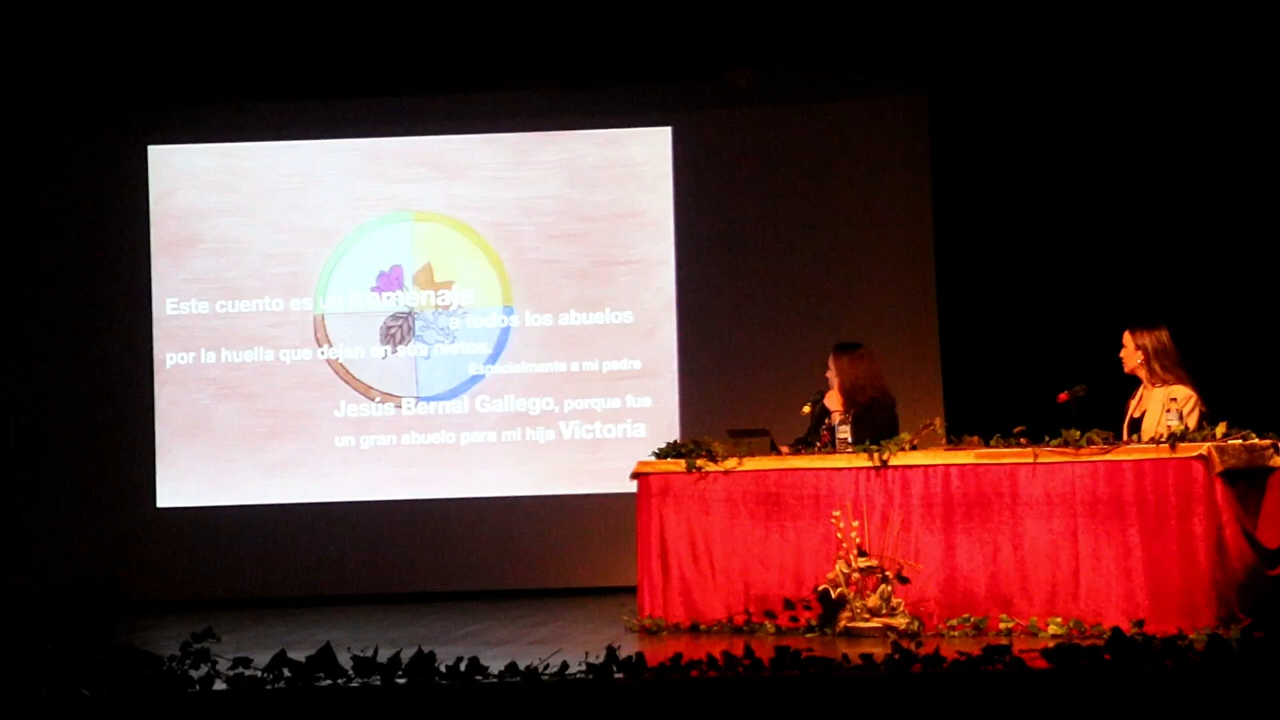 Este cuento es un homenaje
a todos los abuelos
por la huella que dejan en sus nietos.
Especialmente a mi padre
Jesús Bernal Gallego, porque fue
un gran abuelo para mi hija Victoria